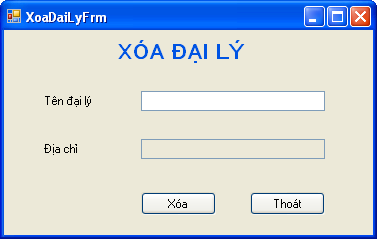 XoaDaiLyFrm
XÓA ĐẠI LÝ
Tên đại lý
Địa chỉ
Xóa Thoát